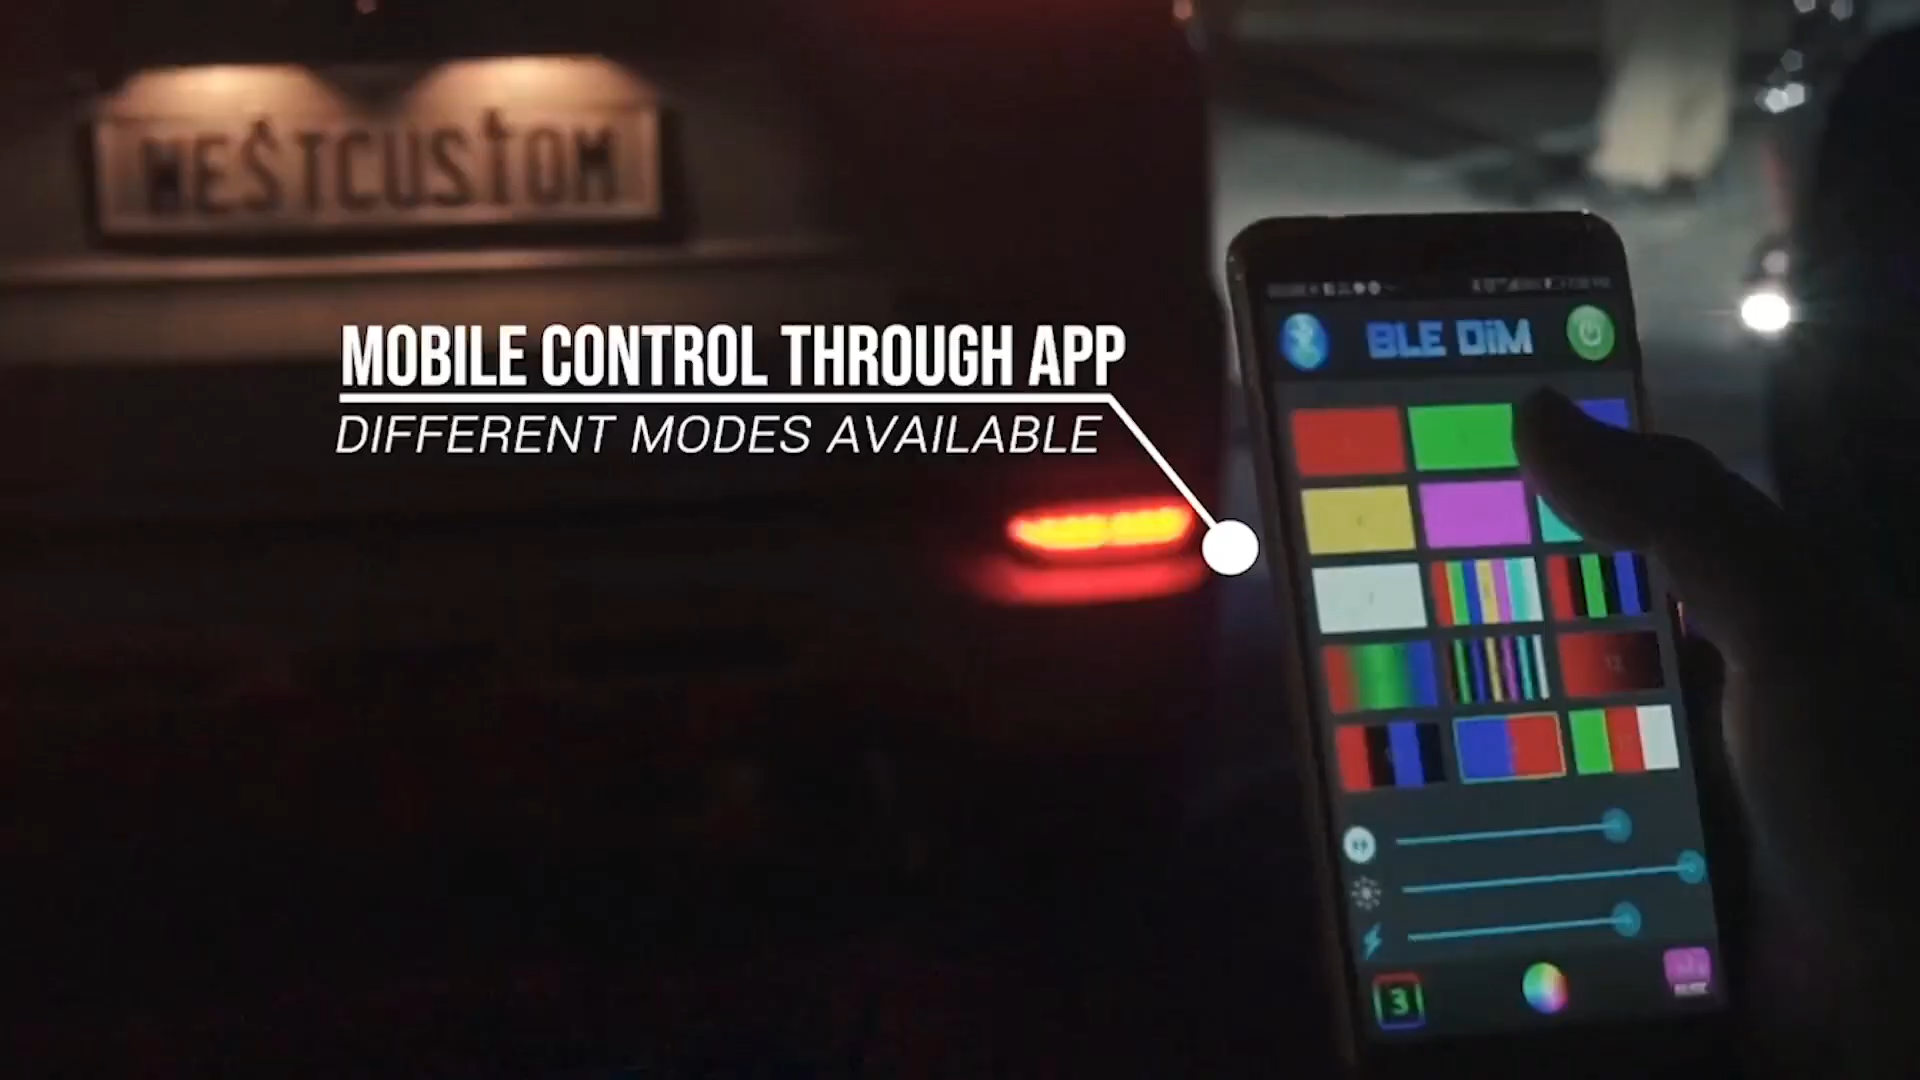 WESTCUSTOM
MOBILE CONTROL THROUGH APP
DIFFERENT MODES AVAILABLE
BLE DiM
3